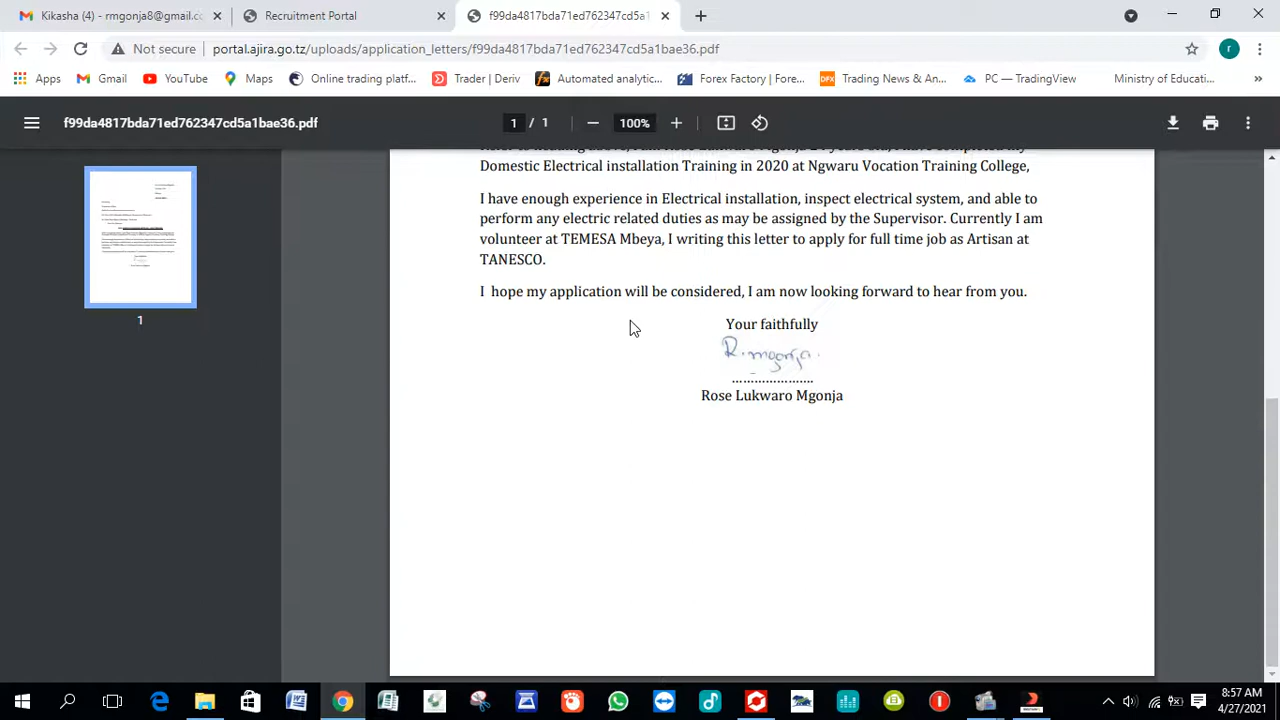 Kikasha (4) - rmgonja8@gmail.co
Recruitment Portal
f99da4817bda71ed762347cd5a1
Not secure
portal.ajira.go.tz/uploads/application_letters/f99da4817bda71ed762347cd5a1bae36.pdf
r
Apps
Gmail
YouTube
Maps
Online trading platf...
Trader | Deriv
Automated analytic...
Forex Factory | Fore...
DFX
Trading News & An...
PC — TradingView
Ministry of Educati...
»
f99da4817bda71ed762347cd5a1bae36.pdf
1 / 1
100%
1
Domestic Electrical installation Training in 2020 at Ngwaru Vocation Training College,
I have enough experience in Electrical installation, inspect electrical system, and able to
perform any electric related duties as may be assigned by the Supervisor. Currently I am
volunteer at TEMESA Mbeya, I writing this letter to apply for full time job as Artisan at
TANESCO.
I hope my application will be considered, I am now looking forward to hear from you.
Your faithfully
R.mgonja.
.....................
Rose Lukwaro Mgonja
8:57 AM
4/27/2021